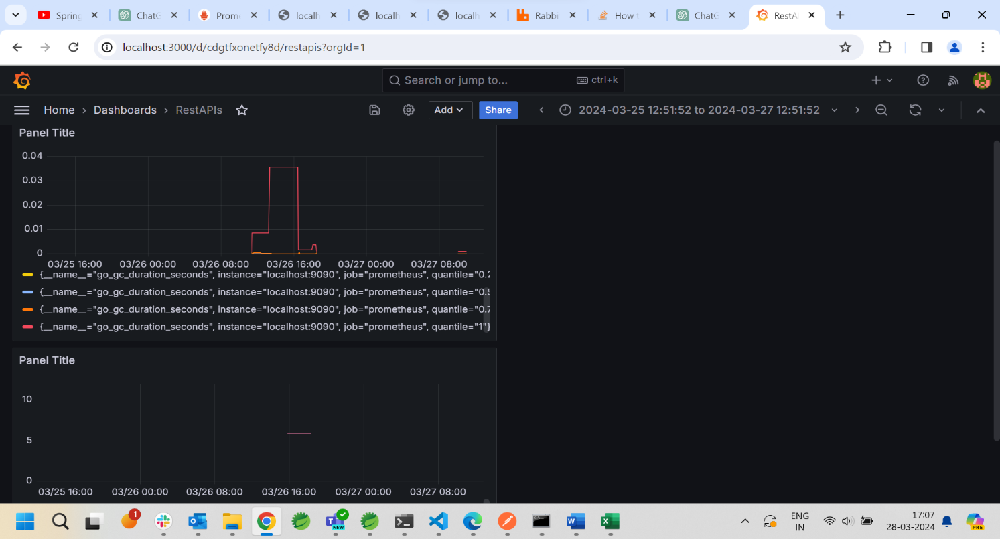 Spring
ChatG
Prom
localh
localh
localh
Rabbi
How t
ChatG
RestA
localhost:3000/d/cdgtfxonetfy8d/restapis?orgId=1
Search or jump to...
ctrl+k
Home › Dashboards › RestAPIs
Add
Share
2024-03-25 12:51:52 to 2024-03-27 12:51:52
Panel Title
0.04
0.03
0.02
0.01
0
03/25 16:00 03/26 00:00 03/26 08:00 03/26 16:00 03/27 00:00 03/27 08:00
{__name__="go_gc_duration_seconds", instance="localhost:9090", job="prometheus", quantile="0.2
{__name__="go_gc_duration_seconds", instance="localhost:9090", job="prometheus", quantile="0.5
{__name__="go_gc_duration_seconds", instance="localhost:9090", job="prometheus", quantile="0.7
{__name__="go_gc_duration_seconds", instance="localhost:9090", job="prometheus", quantile="1"}
Panel Title
10
5
0
03/25 16:00 03/26 00:00 03/26 08:00 03/26 16:00 03/27 00:00 03/27 08:00
1
NEW
ENG
IN
17:07
28-03-2024
PRE